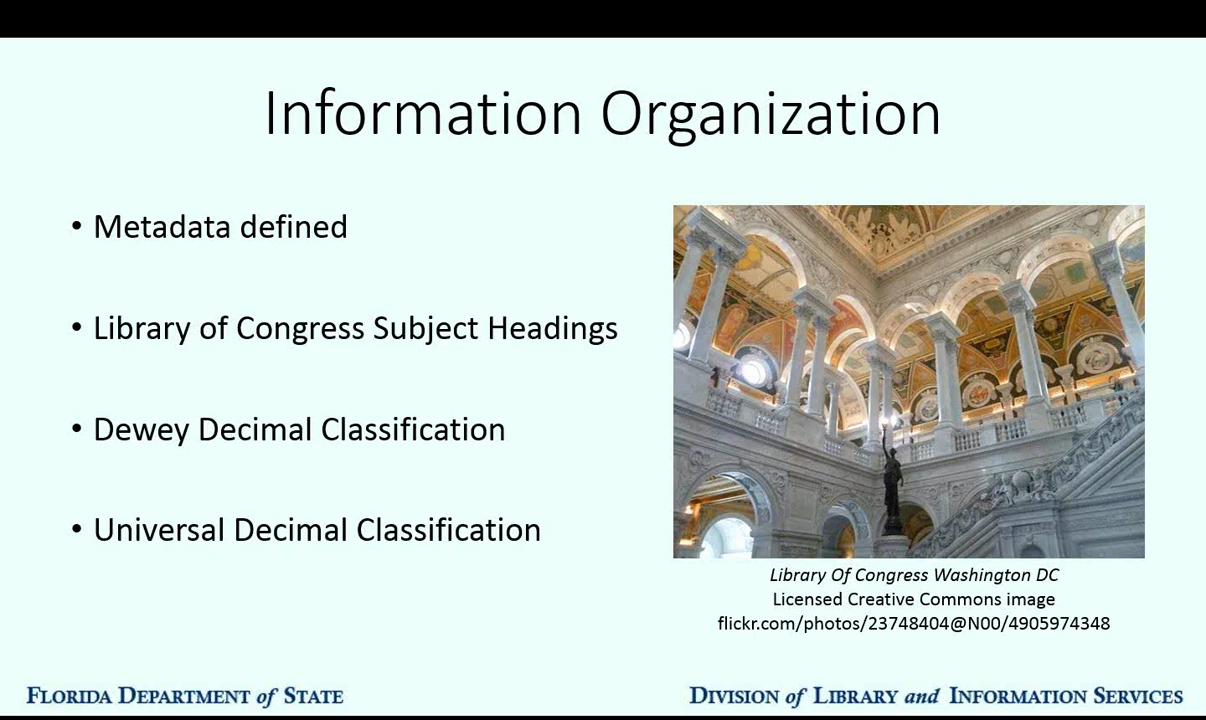 Information Organization
• Metadata defined
• Library of Congress Subject Headings
• Dewey Decimal Classification
• Universal Decimal Classification
Library Of Congress Washington DC
Licensed Creative Commons image
flickr.com/photos/23748404@N00/4905974348
FLORIDA DEPARTMENT of STATE
DIVISION of LIBRARY and INFORMATION SERVICES